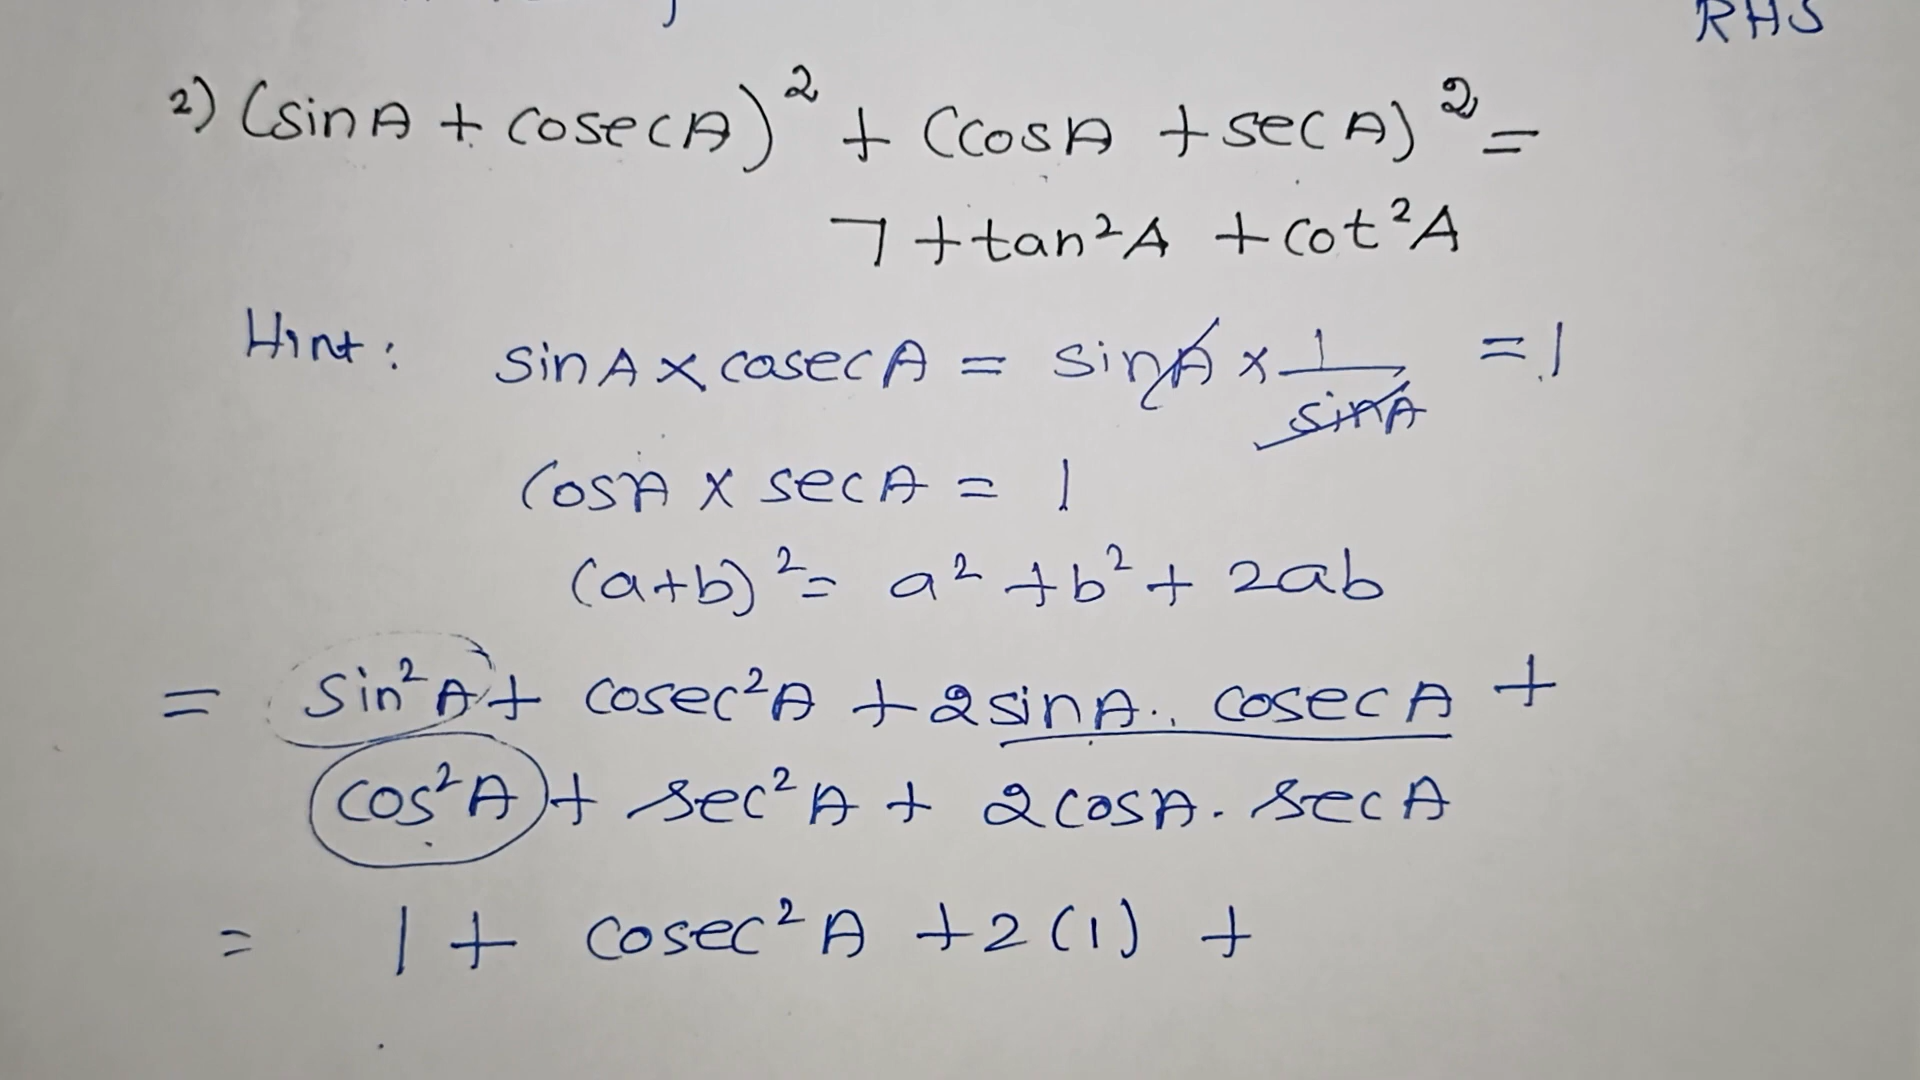 RHS
2) (sinA + cosecA)² + (cosA + secA)² =
7 + tan²A + cot²A
Hint: sinA × cosecA = sinA × 1/sinA = 1
cosA × secA = 1
(a+b)² = a² + b² + 2ab
= sin²A + cosec²A + 2sinA. cosecA +
cos²A + sec²A + 2cosA. secA
= 1 + cosec²A + 2(1) +